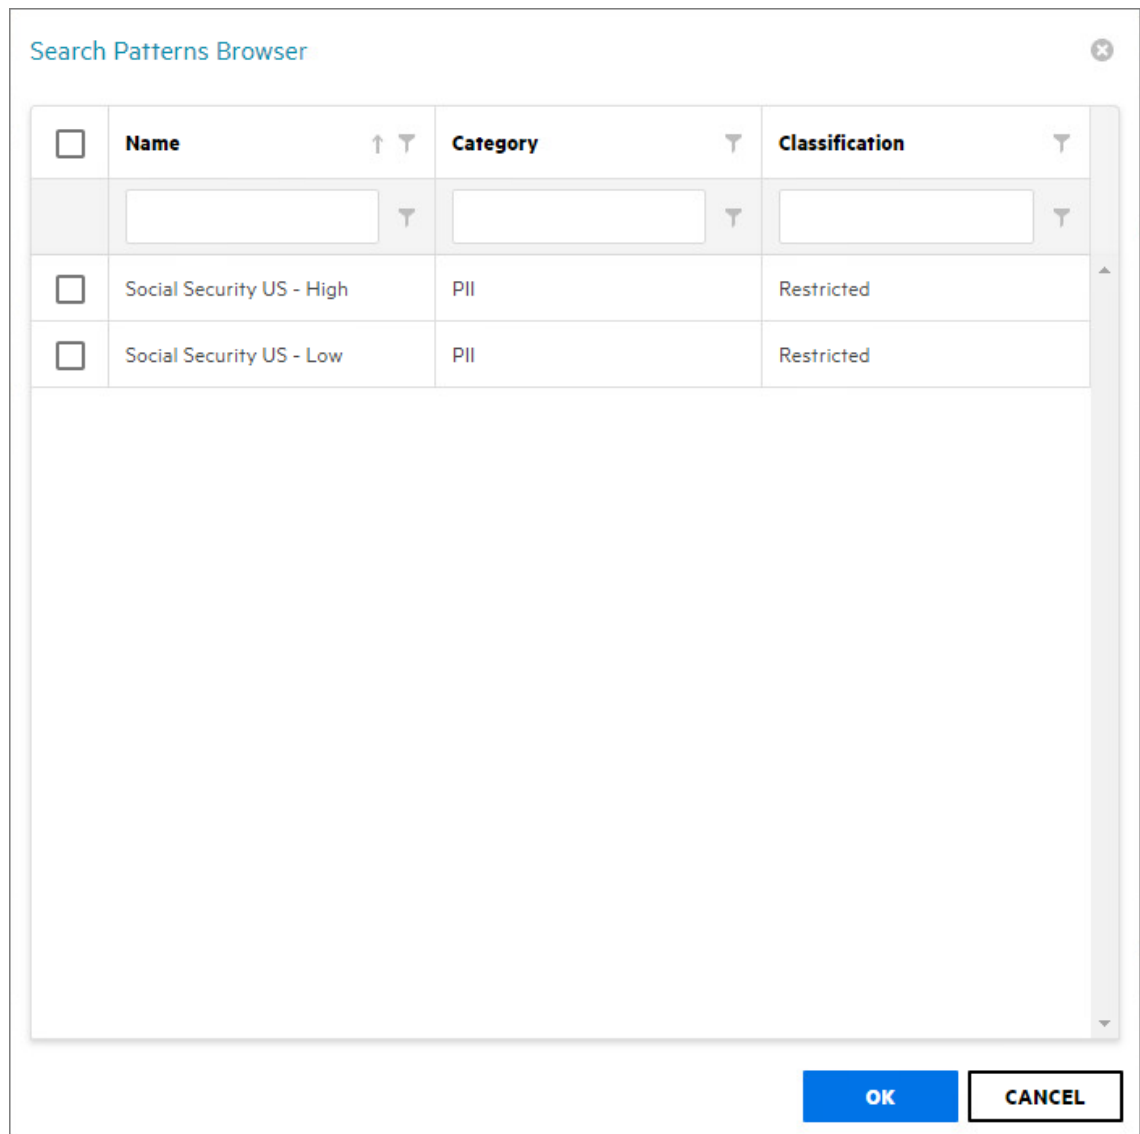 Search Patterns Browser
Name Category Classification
Social Security US - High PII Restricted
Social Security US - Low PII Restricted
OK CANCEL